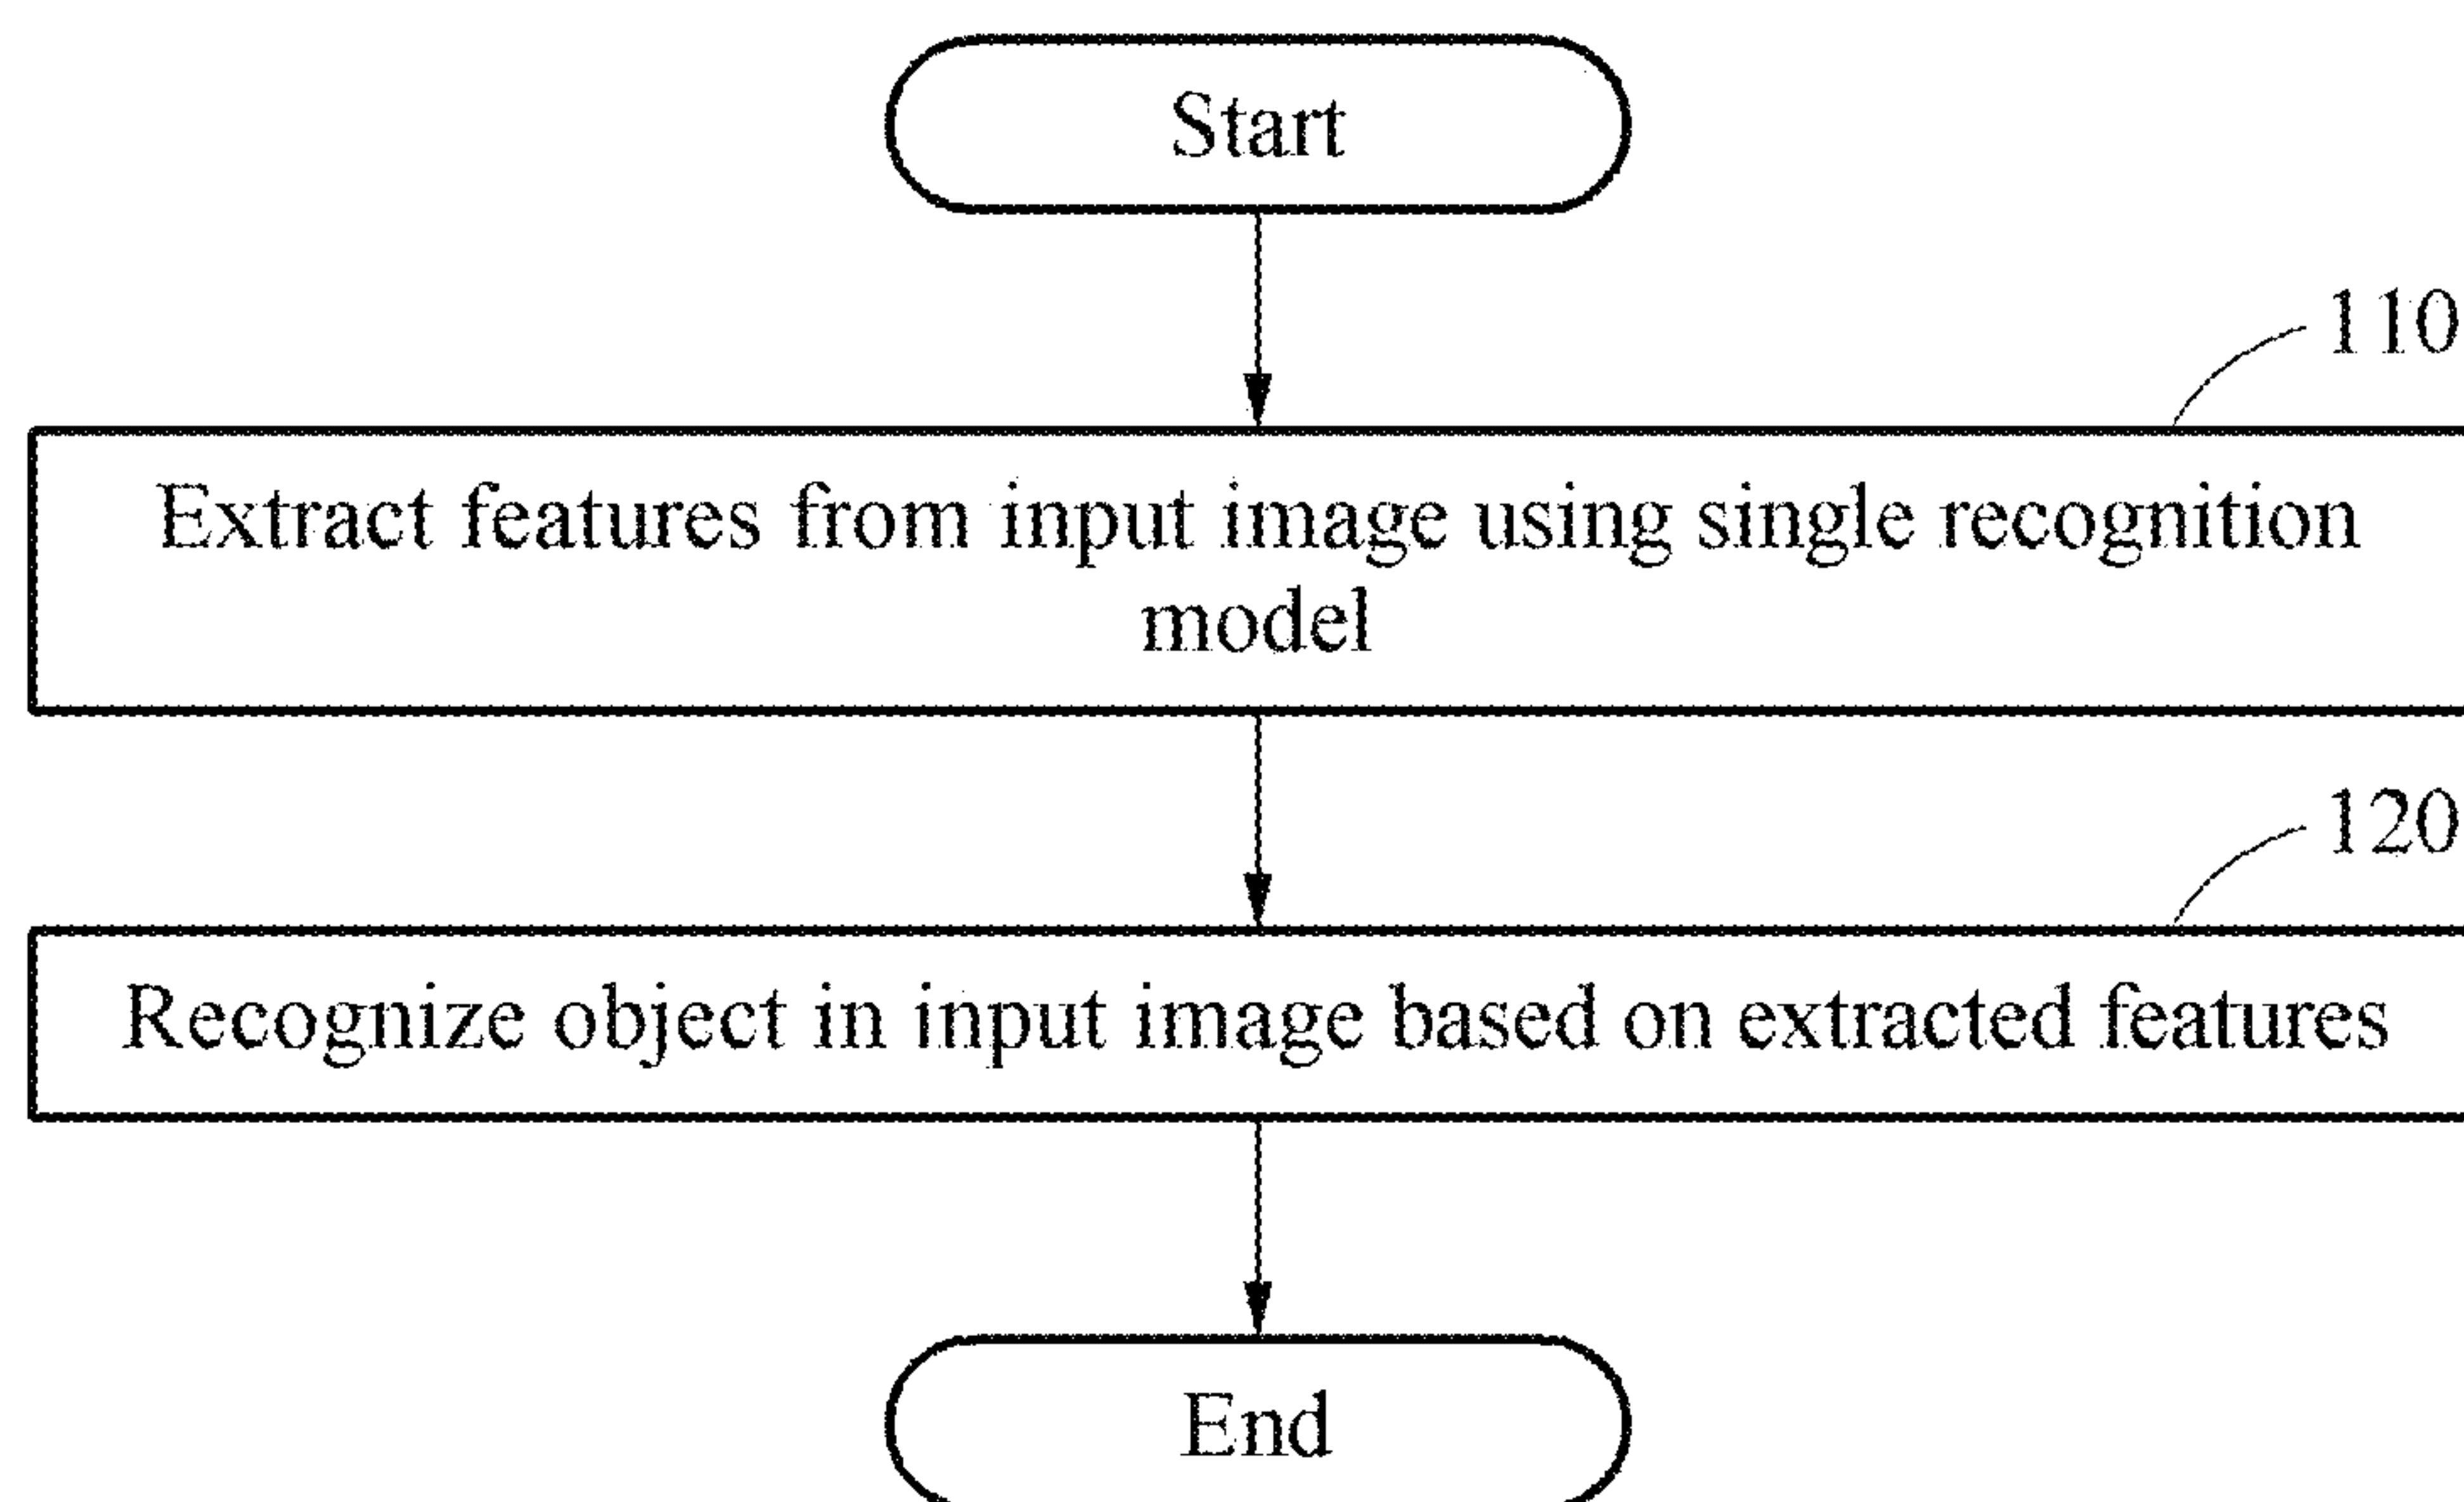 Start
110
Extract features from input image using single recognition
model
120
Recognize object in input image based on extracted features
End